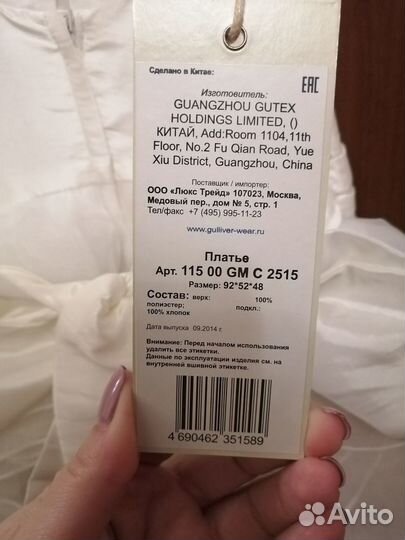 Сделано в Китае:
EAC
Изготовитель:
GUANGZHOU GUTEX
HOLDINGS LIMITED, ()
КИТАЙ, Add:Room 1104,11th
Floor, No.2 Fu Qian Road, Yue
Xiu District, Guangzhou, China
Поставщик / импортер:
ООО «Люкс Трейд» 107023, Москва,
Медовый пер., дом № 5, стр. 1
Тел/факс +7 (495) 995-11-23
www.gulliver-wear.ru
Платье
Арт. 115 00 GM C 2515
Размер: 92*52*48
Состав: верх: 100%
полиэстер; подкл.:
100% хлопок
Дата выпуска 09.2014 г.
Внимание: Перед началом использования
удалить все этикетки.
Данные по эксплуатации изделия см. на
внутренней вшивной этикетке.
4 690462 351589
Avito